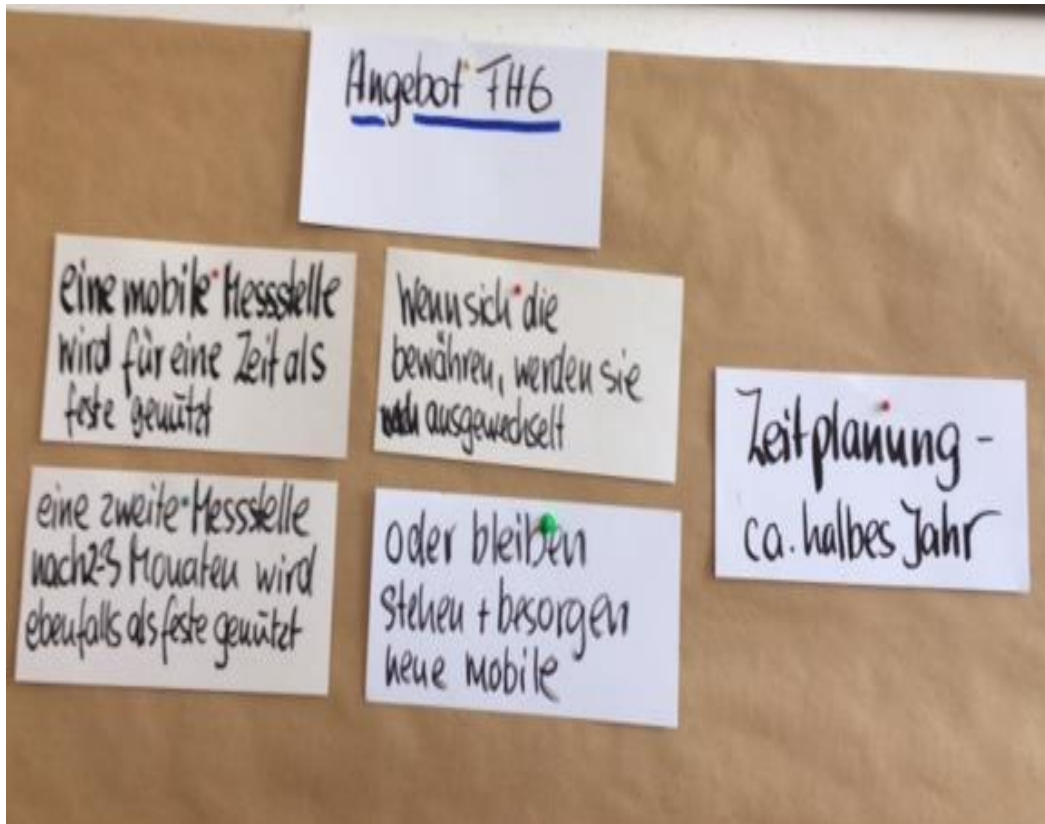 Angebot FH6
eine mobile Messstelle
wird für eine Zeit als
feste genützt
eine zweite Messstelle
nach 2-3 Monaten wird
ebenfalls als feste genützt
Wenn sich die
bewähren, werden sie
ausgewechselt
oder bleiben
stehen + besorgen
neue mobile
Zeitplanung -
ca. halbes Jahr